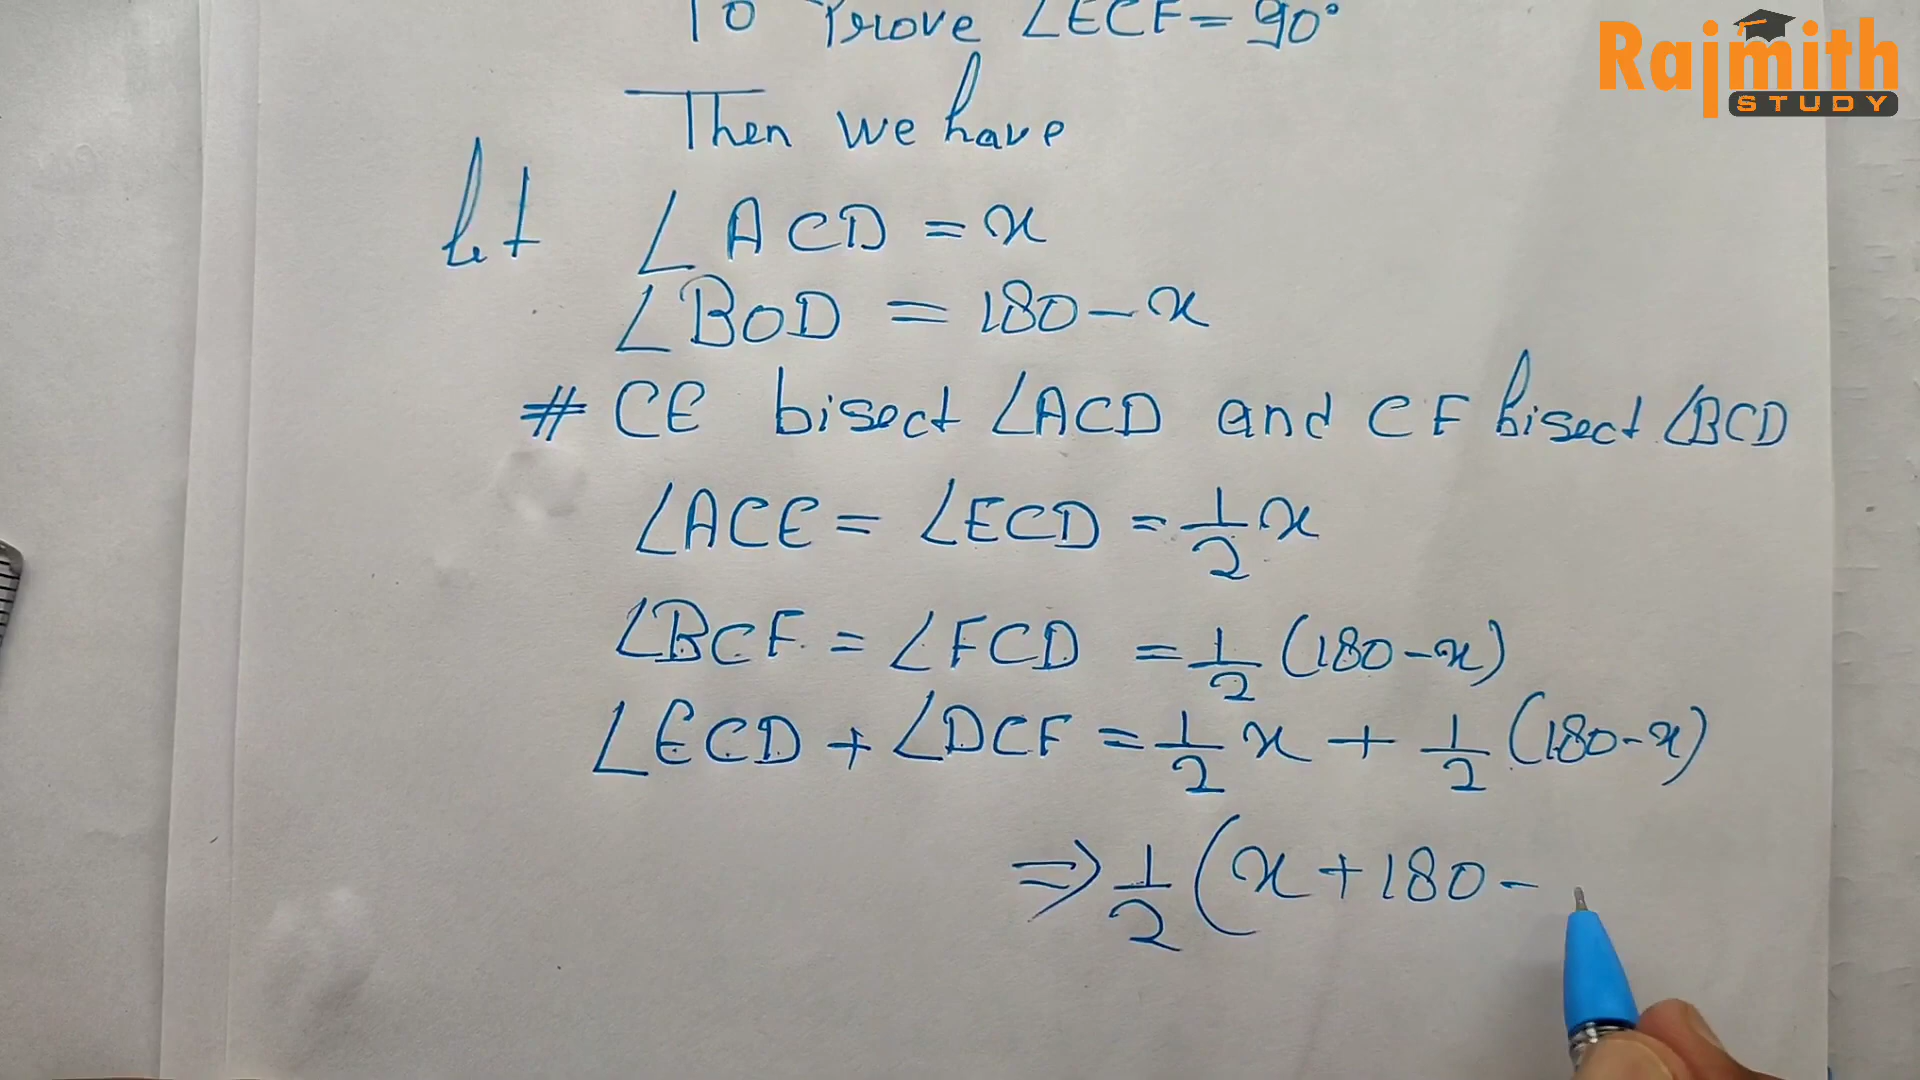 To Prove ∠ECF = 90°
Rajmith
STUDY
Then we have
let ∠ACD = x
∠BOD = 180 - x
# CE bisect ∠ACD and CF bisect ∠BCD
∠ACE = ∠ECD = 1/2 x
∠BCF = ∠FCD = 1/2 (180 - x)
∠ECD + ∠DCF = 1/2 x + 1/2 (180 - x)
⇒ 1/2 (x + 180 -